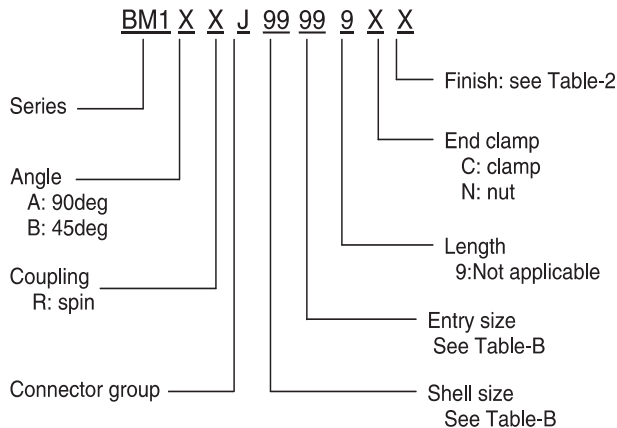 BM1 X X J 99 99 9 X X
Series
Angle
A: 90deg
B: 45deg
Coupling
R: spin
Connector group
Finish: see Table-2
End clamp
C: clamp
N: nut
Length
9:Not applicable
Entry size
See Table-B
Shell size
See Table-B